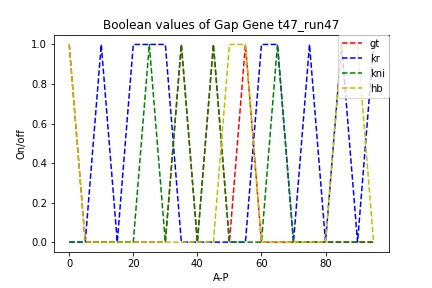 Boolean values of Gap Gene t47_run47
1.0
0.8
0.6
0.4
0.2
0.0
On/off
gt
kr
kni
hb
0 20 40 60 80
A-P